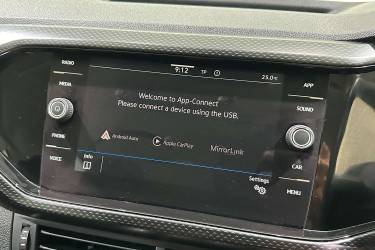 RADIO
9:12 TP 25.0°C
APP
MEDIA
Welcome to App-Connect
Please connect a device using the USB.
SOUND
PHONE
Android Auto
Apple CarPlay
MirrorLink
VOICE
Info
CAR
Settings
MENU